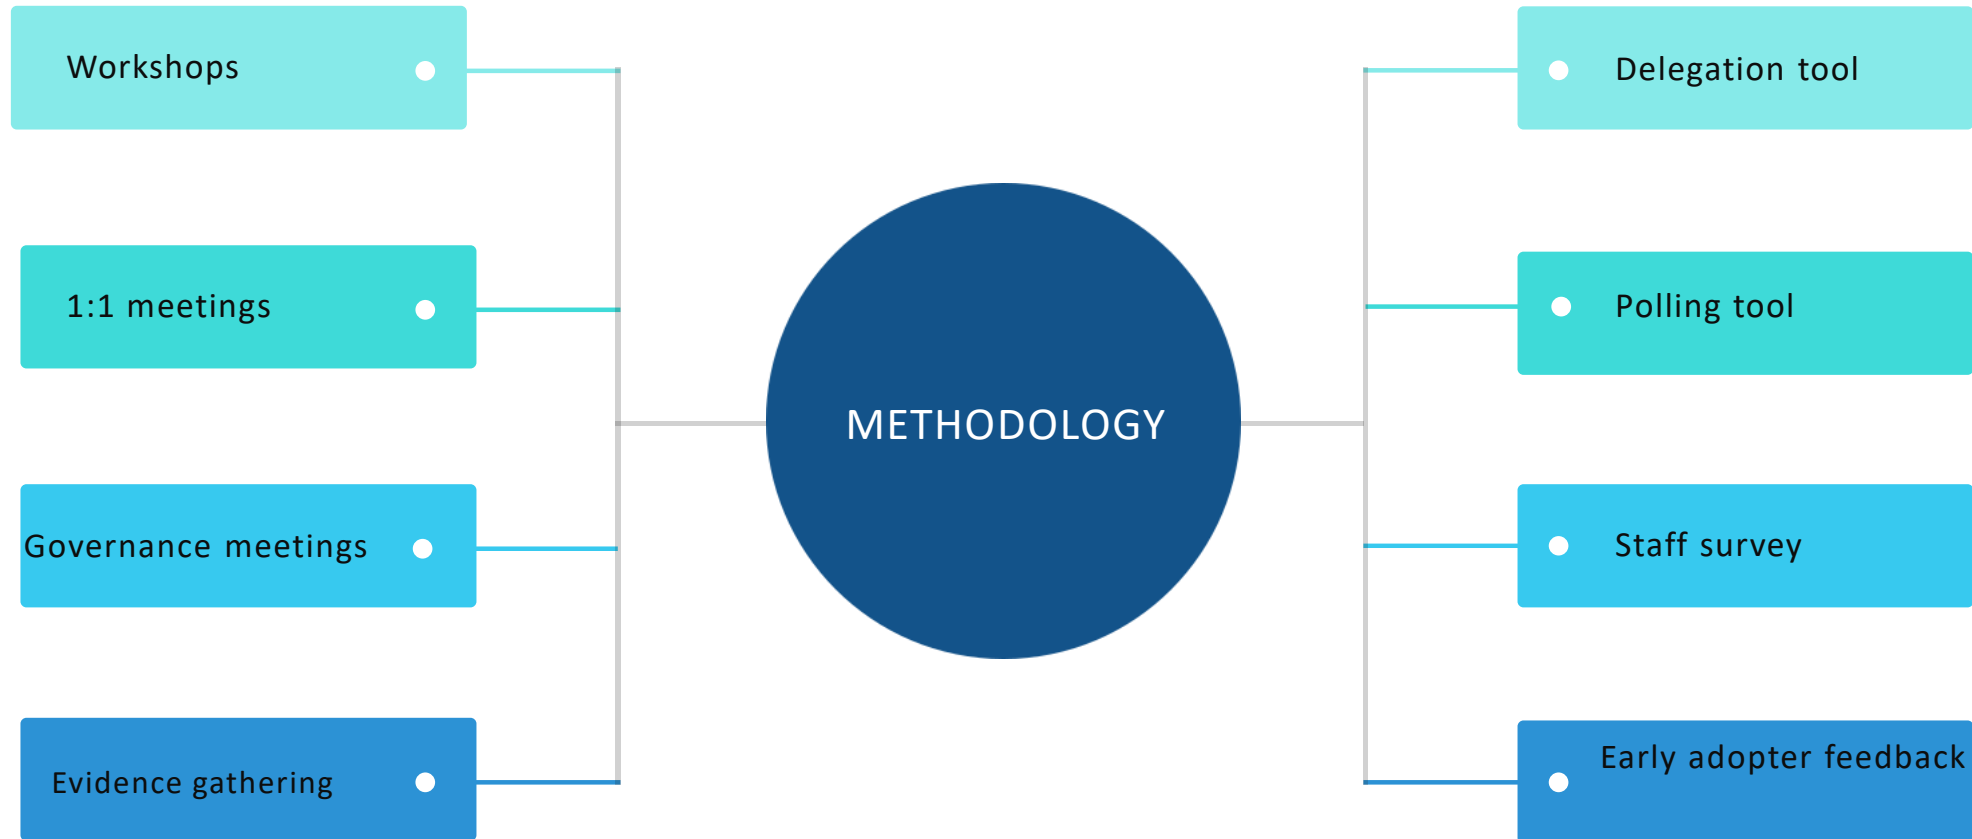 Workshops
1:1 meetings
Governance meetings
Evidence gathering
METHODOLOGY
Delegation tool
Polling tool
Staff survey
Early adopter feedback